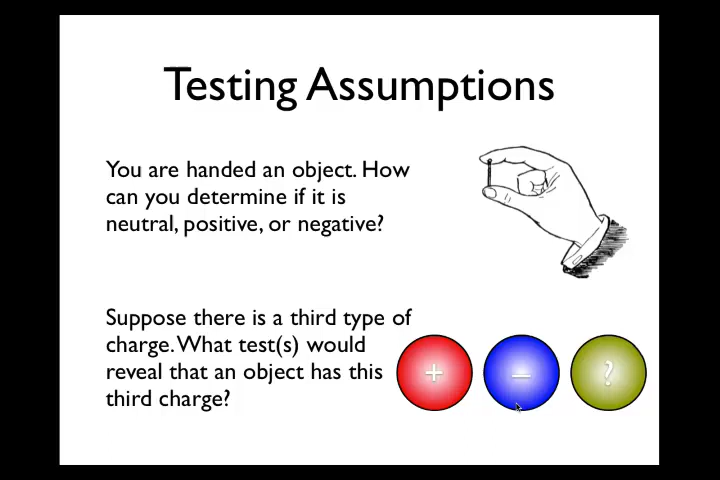 Testing Assumptions
You are handed an object. How
can you determine if it is
neutral, positive, or negative?
Suppose there is a third type of
charge. What test(s) would
reveal that an object has this
third charge?
+ – ?